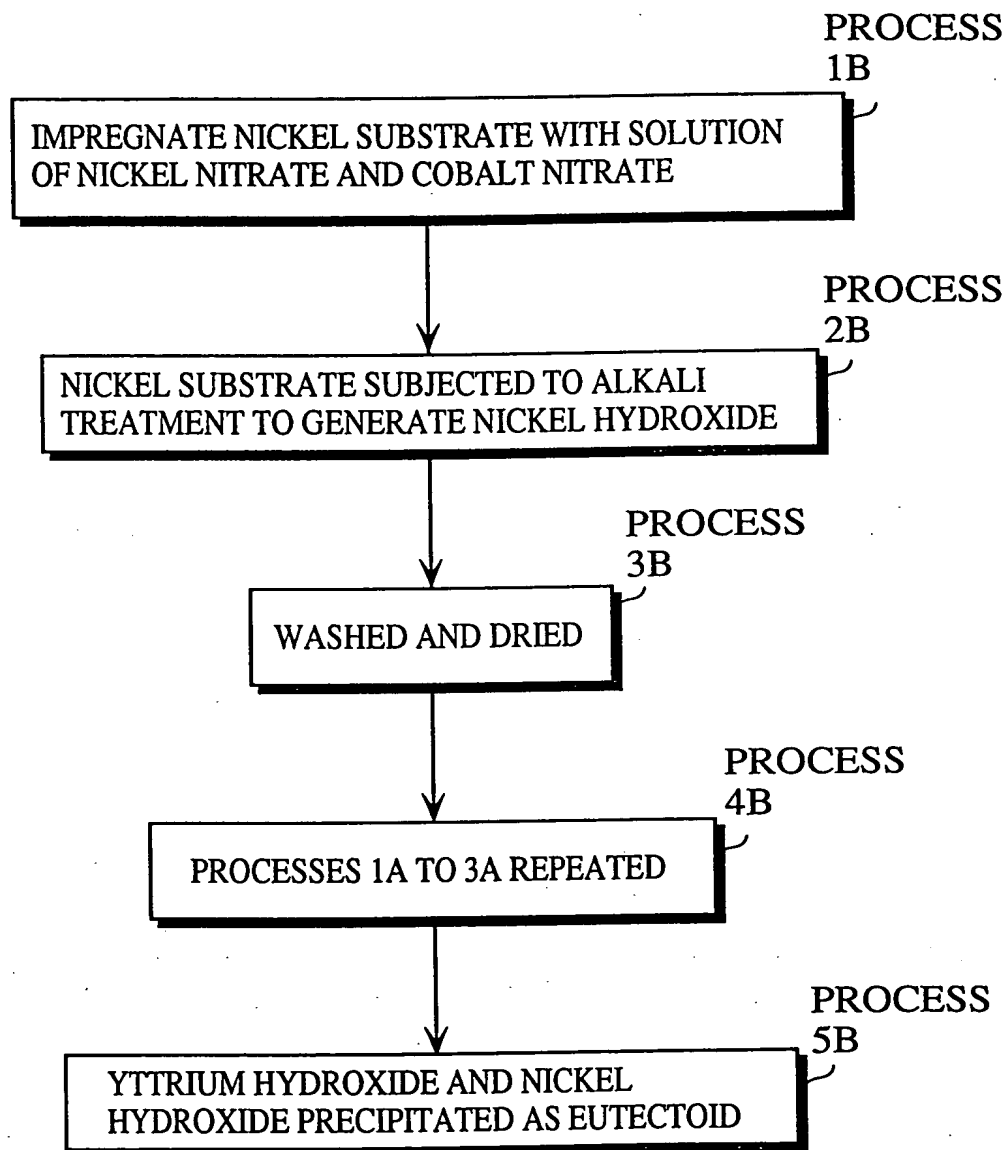 PROCESS
1B
IMPREGNATE NICKEL SUBSTRATE WITH SOLUTION
OF NICKEL NITRATE AND COBALT NITRATE
PROCESS
2B
NICKEL SUBSTRATE SUBJECTED TO ALKALI
TREATMENT TO GENERATE NICKEL HYDROXIDE
PROCESS
3B
WASHED AND DRIED
PROCESS
4B
PROCESSES 1A TO 3A REPEATED
PROCESS
5B
YTTRIUM HYDROXIDE AND NICKEL
HYDROXIDE PRECIPITATED AS EUTECTOID